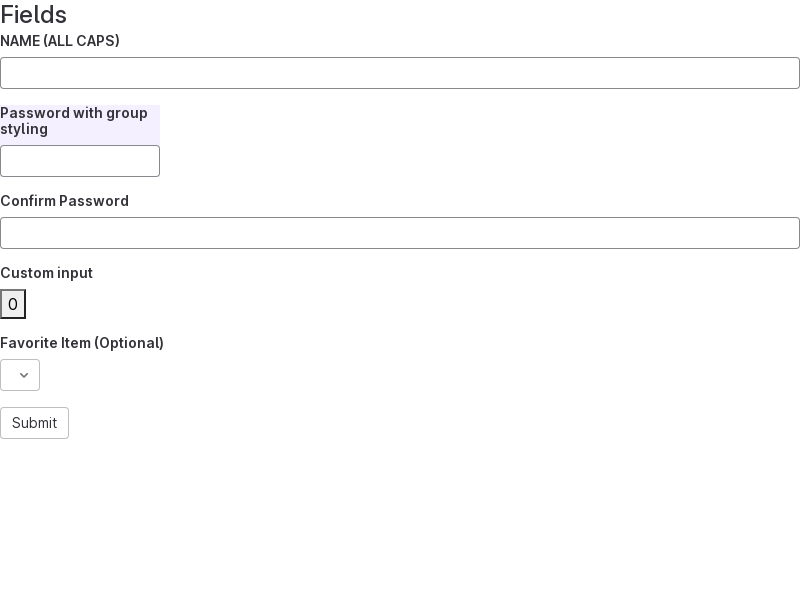 Fields
NAME (ALL CAPS)
Password with group
styling
Confirm Password
Custom input
0
Favorite Item (Optional)
Submit